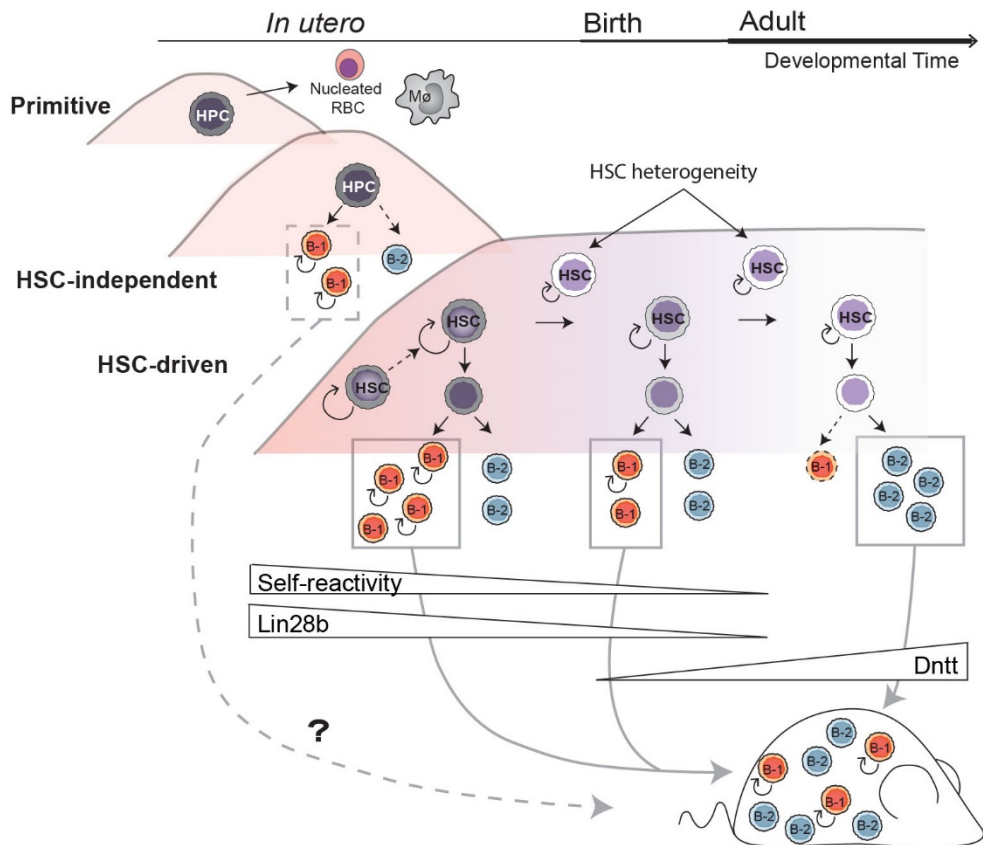 In utero
Birth
Adult
Developmental Time
Primitive
HPC
Nucleated
RBC
Mø
HPC
HSC heterogeneity
B-1
B-2
B-1
HSC-independent
HSC
HSC
HSC
HSC
HSC
HSC-driven
HSC
B-1
B-1
B-1
B-1
B-2
B-2
B-1
B-1
B-2
B-2
B-1
B-2
B-2
B-2
B-2
Self-reactivity
Lin28b
Dntt
?
B-2
B-1
B-1
B-2
B-1
B-2
B-2
B-2